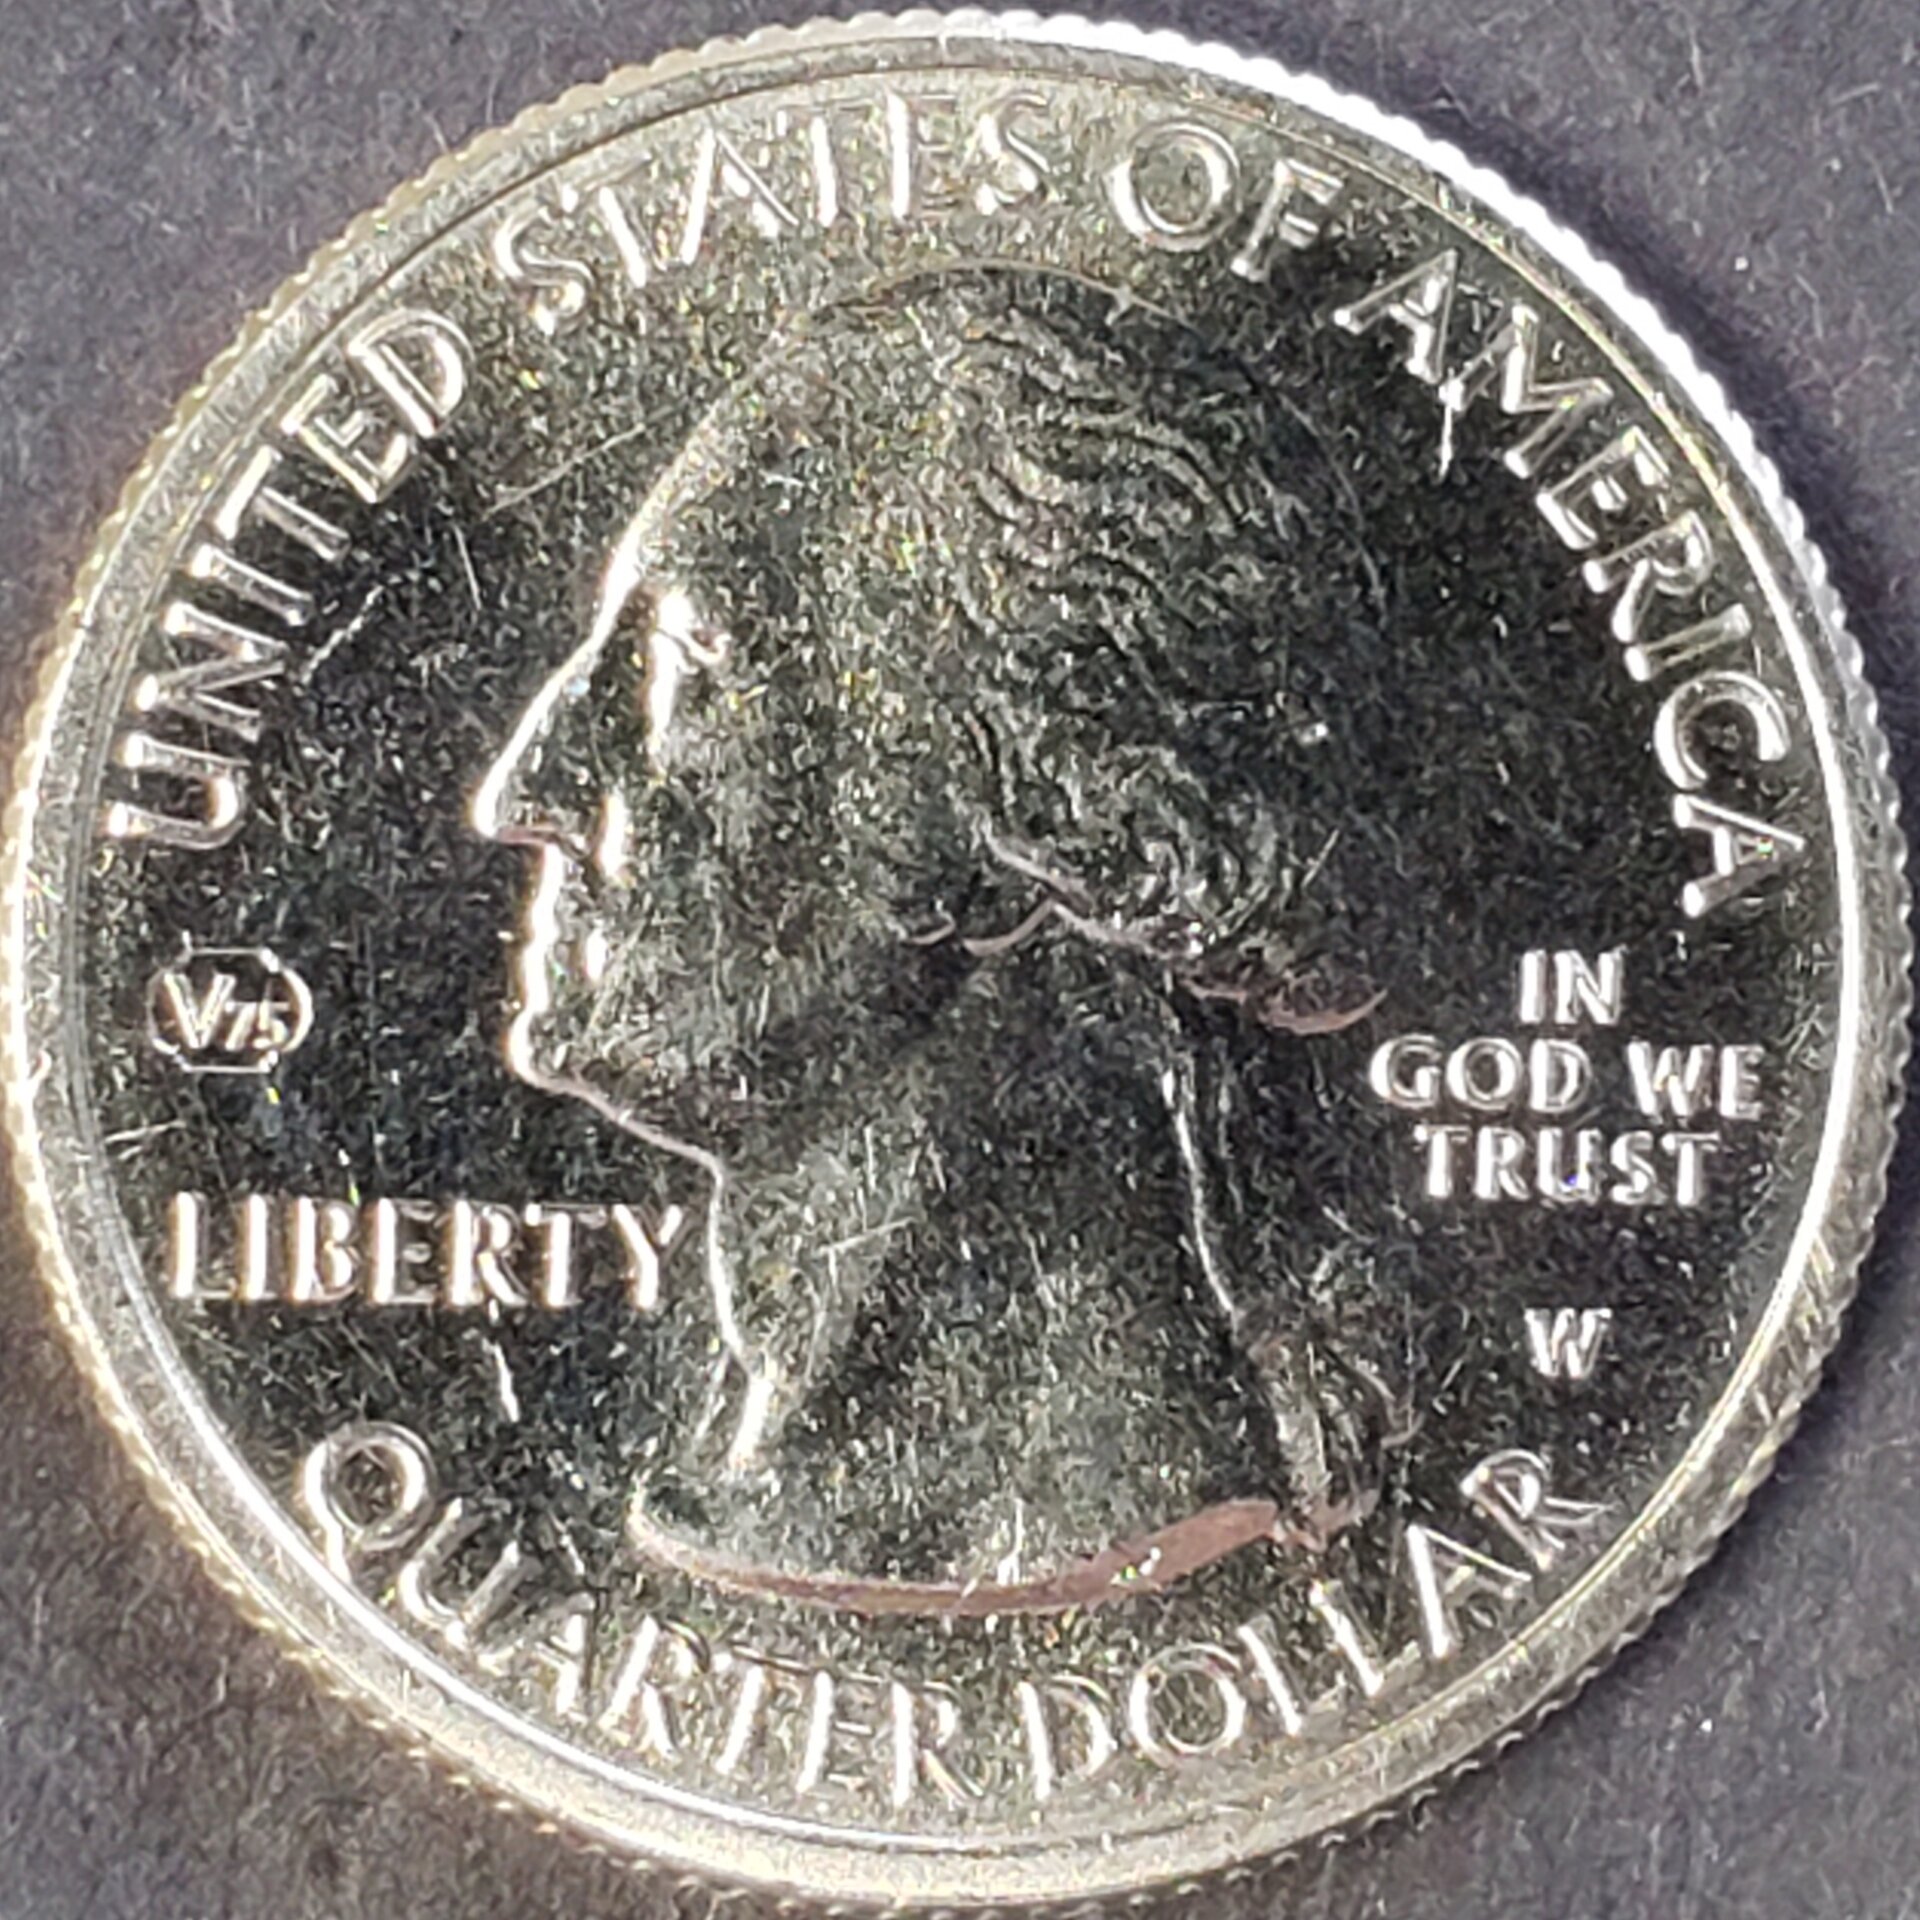 UNITED STATES OF AMERICA
V75
LIBERTY
IN
GOD WE
TRUST
W
QUARTER DOLLAR